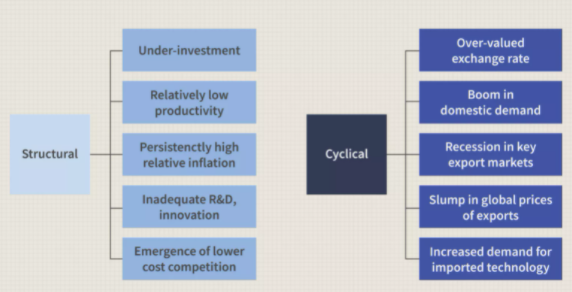 Structural
Under-investment
Relatively low
productivity
Persistenctly high
relative inflation
Inadequate R&D,
innovation
Emergence of lower
cost competition
Cyclical
Over-valued
exchange rate
Boom in
domestic demand
Recession in key
export markets
Slump in global prices
of exports
Increased demand for
imported technology